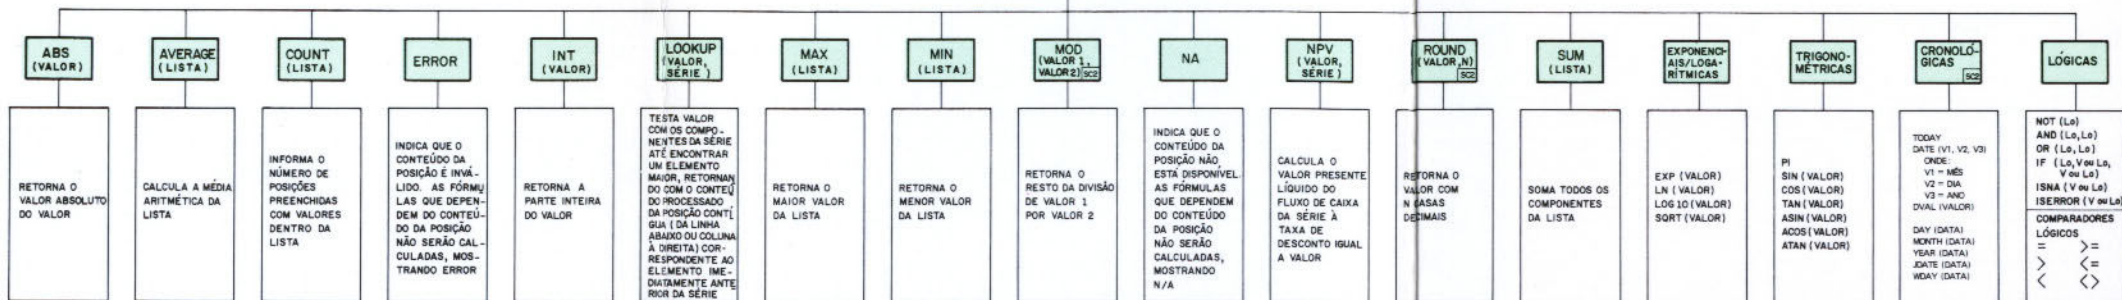 ABS
(VALOR)
AVERAGE
(LISTA)
COUNT
(LISTA)
ERROR
INT
(VALOR)
LOOKUP
(VALOR,
SÉRIE)
MAX
(LISTA)
MIN
(LISTA)
MOD
(VALOR 1,
VALOR 2) SC2
NA
NPV
(VALOR,
SÉRIE)
ROUND
(VALOR,N)
SC2
SUM
(LISTA)
EXPONENCI-
AIS/LOGA-
RÍTMICAS
TRIGONO-
MÉTRICAS
CRONOLÓ-
GICAS
SC2
LÓGICAS
RETORNA O
VALOR ABSOLUTO
DO VALOR
CALCULA A MÉDIA
ARITMÉTICA DA
LISTA
INFORMA O
NÚMERO DE
POSIÇÕES
PREENCHIDAS
COM VALORES
DENTRO DA
LISTA
INDICA QUE O
CONTEÚDO DA
POSIÇÃO É INVÁ-
LIDO. AS FÓRMU
LAS QUE DEPEN-
DEM DO CONTEÚ-
DO DA POSIÇÃO
NÃO SERÃO CAL-
CULADAS, MOS-
TRANDO ERROR
RETORNA A
PARTE INTEIRA
DO VALOR
TESTA VALOR
COM OS COMPO-
NENTES DA SÉRIE
ATÉ ENCONTRAR
UM ELEMENTO
MAIOR, RETORNAN
DO COM O CONTEÚ
DO PROCESSADO
DA POSIÇÃO CONTÍ
GUA (DA LINHA
ABAIXO OU COLUNA
À DIREITA) COR-
RESPONDENTE AO
ELEMENTO IME-
DIATAMENTE ANTE
RIOR DA SÉRIE
RETORNA O
MAIOR VALOR
DA LISTA
RETORNA O
MENOR VALOR
DA LISTA
RETORNA O
RESTO DA DIVISÃO
DE VALOR 1
POR VALOR 2
INDICA QUE O
CONTEÚDO DA
POSIÇÃO NÃO
ESTÁ DISPONÍVEL.
AS FÓRMULAS
QUE DEPENDEM
DO CONTEÚDO
DA POSIÇÃO
NÃO SERÃO
CALCULADAS,
MOSTRANDO
N/A
CALCULA O
VALOR PRESENTE
LÍQUIDO DO
FLUXO DE CAIXA
DA SÉRIE À
TAXA DE
DESCONTO IGUAL
A VALOR
RETORNA O
VALOR COM
N CASAS
DECIMAIS
SOMA TODOS OS
COMPONENTES
DA LISTA
EXP (VALOR)
LN (VALOR)
LOG 10 (VALOR)
SQRT (VALOR)
PI
SIN (VALOR)
COS (VALOR)
TAN (VALOR)
ASIN (VALOR)
ACOS (VALOR)
ATAN (VALOR)
TODAY
DATE (V1, V2, V3)
ONDE:
V1 = MÊS
V2 = DIA
V3 = ANO
DVAL (VALOR)
DAY (DATA)
MONTH (DATA)
YEAR (DATA)
JDATE (DATA)
WDAY (DATA)
NOT (Lo)
AND (Lo, Lo)
OR (Lo, Lo)
IF (Lo, V ou Lo,
V ou Lo)
ISNA (V ou Lo)
ISERROR (V ou Lo)
COMPARADORES
LÓGICOS
= >=
> <=
< <>